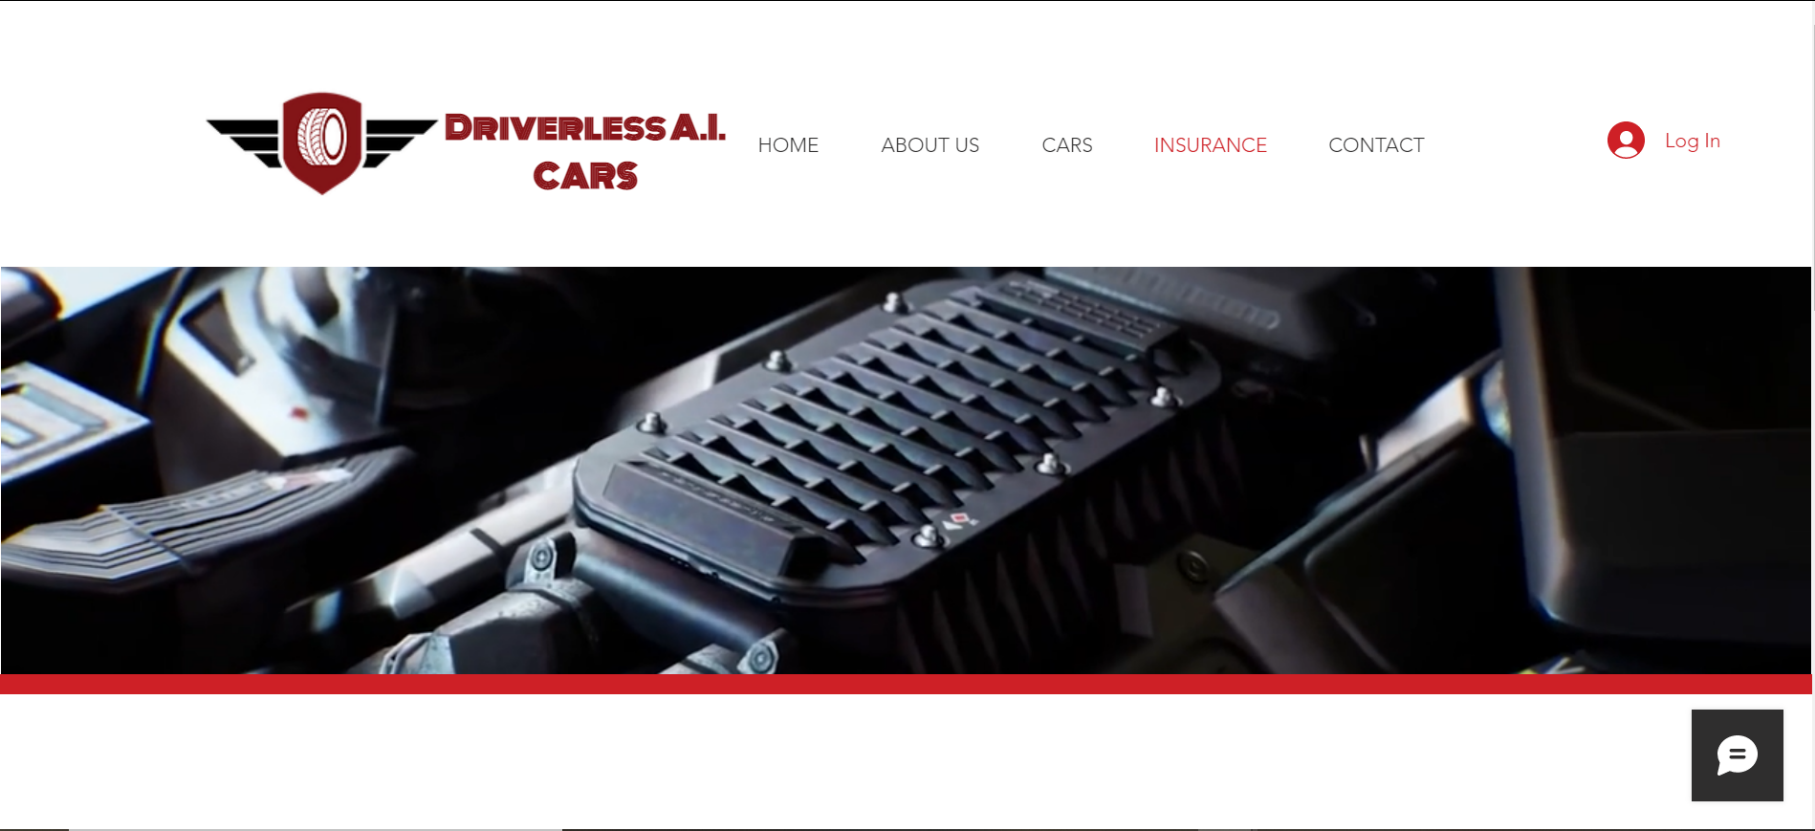 DRIVERLESS A.I.
CARS
HOME
ABOUT US
CARS
INSURANCE
CONTACT
Log In